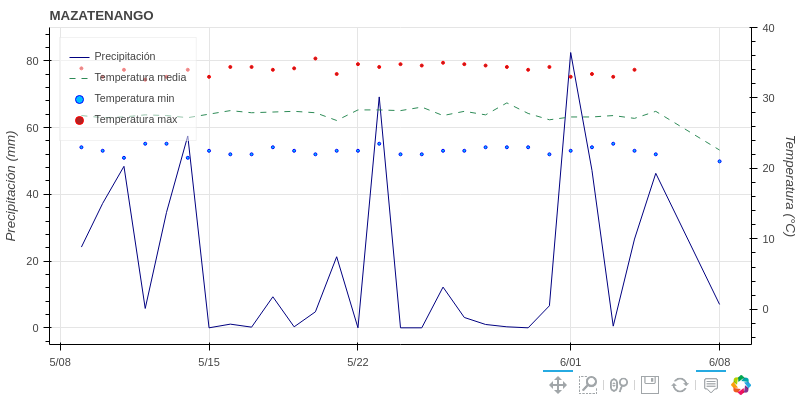 MAZATENANGO
Precipitación
Temperatura media
Temperatura min
Temperatura max
Precipitación (mm)
80
60
40
20
0
Temperatura (°C)
40
30
20
10
0
5/08
5/15
5/22
6/01
6/08